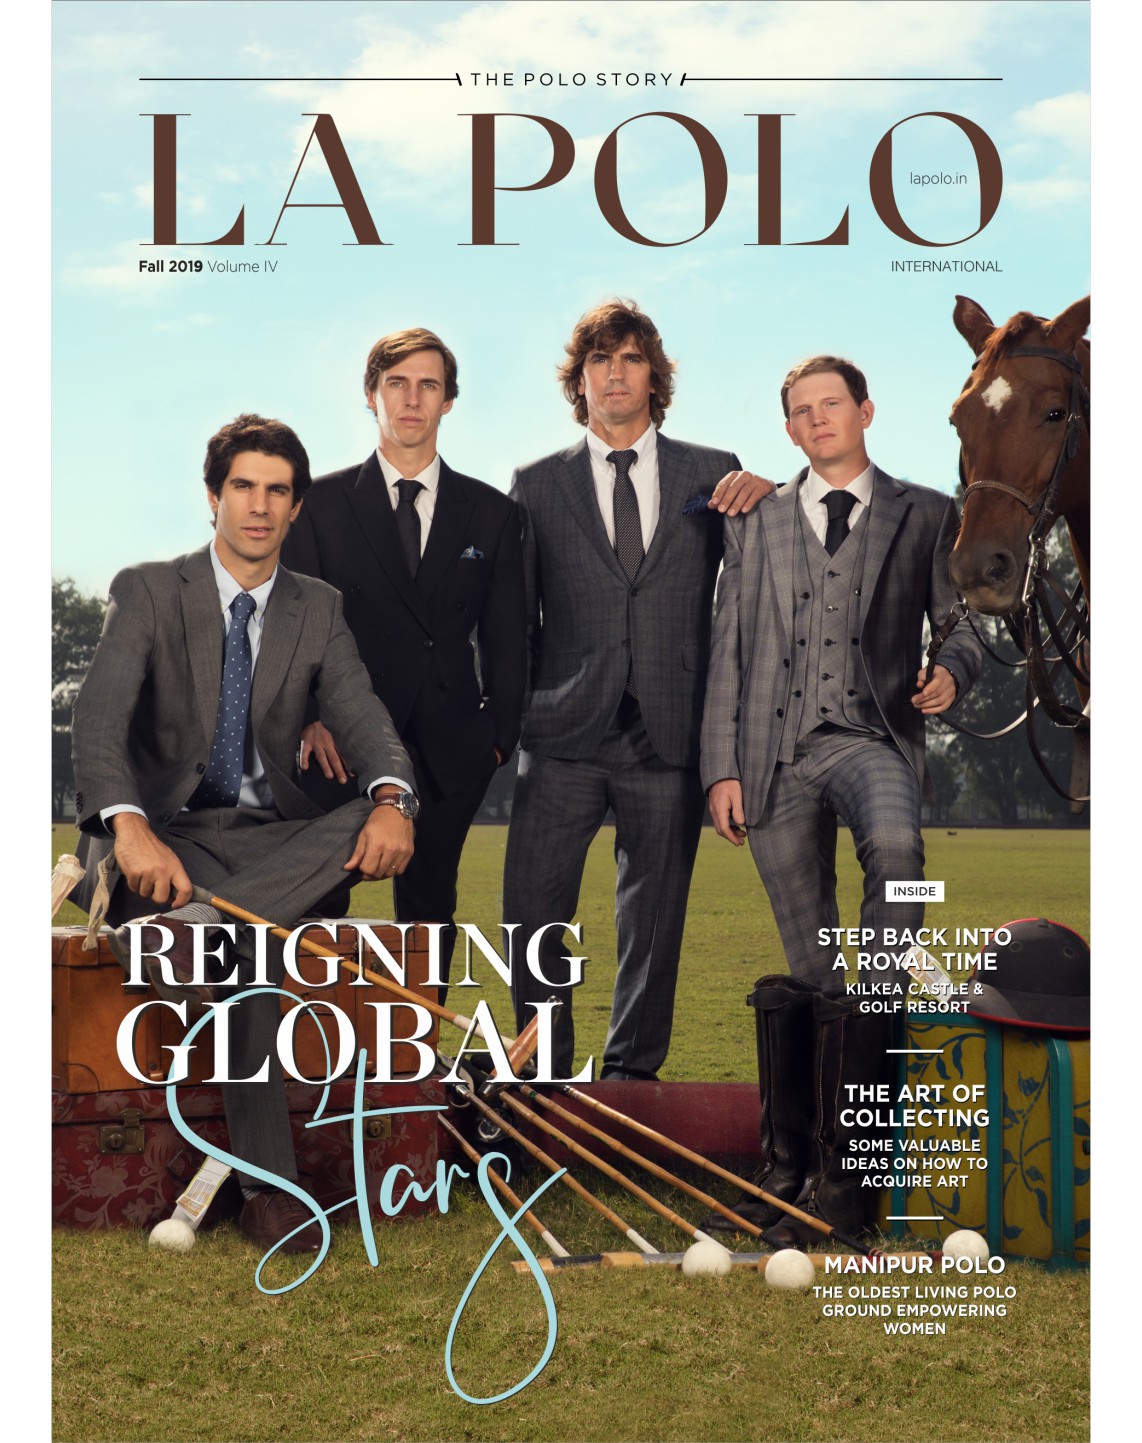 THE POLO STORY
LA POLO
lapolo.in
Fall 2019 Volume IV
INTERNATIONAL
REIGNING
GLOBAL
Stars
INSIDE
STEP BACK INTO
A ROYAL TIME
KILKEA CASTLE &
GOLF RESORT
THE ART OF
COLLECTING
SOME VALUABLE
IDEAS ON HOW TO
ACQUIRE ART
MANIPUR POLO
THE OLDEST LIVING POLO
GROUND EMPOWERING
WOMEN